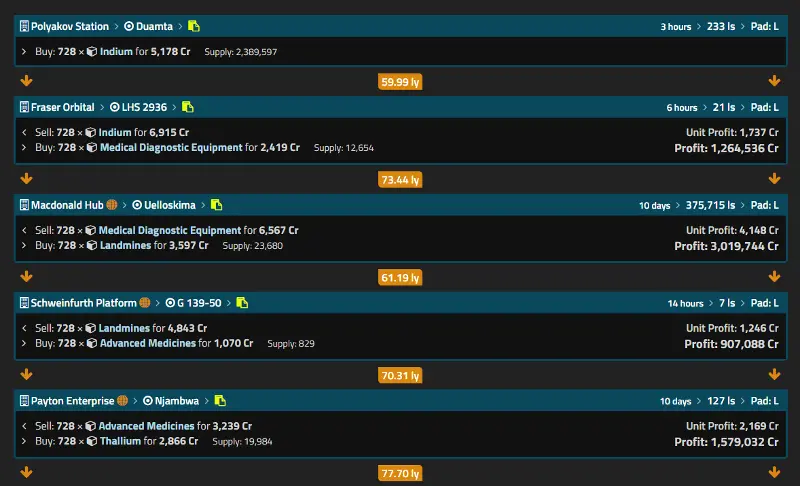 Polyakov Station > Duamta > 3 hours > 233 ls > Pad: L
> Buy: 728 × Indium for 5,178 Cr Supply: 2,389,597
59.99 ly
Fraser Orbital > LHS 2936 > 6 hours > 21 ls > Pad: L
< Sell: 728 × Indium for 6,915 Cr Unit Profit: 1,737 Cr
> Buy: 728 × Medical Diagnostic Equipment for 2,419 Cr Supply: 12,654 Profit: 1,264,536 Cr
73.44 ly
Macdonald Hub > Uelloskima > 10 days > 375,715 ls > Pad: L
< Sell: 728 × Medical Diagnostic Equipment for 6,567 Cr Unit Profit: 4,148 Cr
> Buy: 728 × Landmines for 3,597 Cr Supply: 23,680 Profit: 3,019,744 Cr
61.19 ly
Schweinfurth Platform > G 139-50 > 14 hours > 7 ls > Pad: L
< Sell: 728 × Landmines for 4,843 Cr Unit Profit: 1,246 Cr
> Buy: 728 × Advanced Medicines for 1,070 Cr Supply: 829 Profit: 907,088 Cr
70.31 ly
Payton Enterprise > Njambwa > 10 days > 127 ls > Pad: L
< Sell: 728 × Advanced Medicines for 3,239 Cr Unit Profit: 2,169 Cr
> Buy: 728 × Thallium for 2,866 Cr Supply: 19,984 Profit: 1,579,032 Cr
77.70 ly